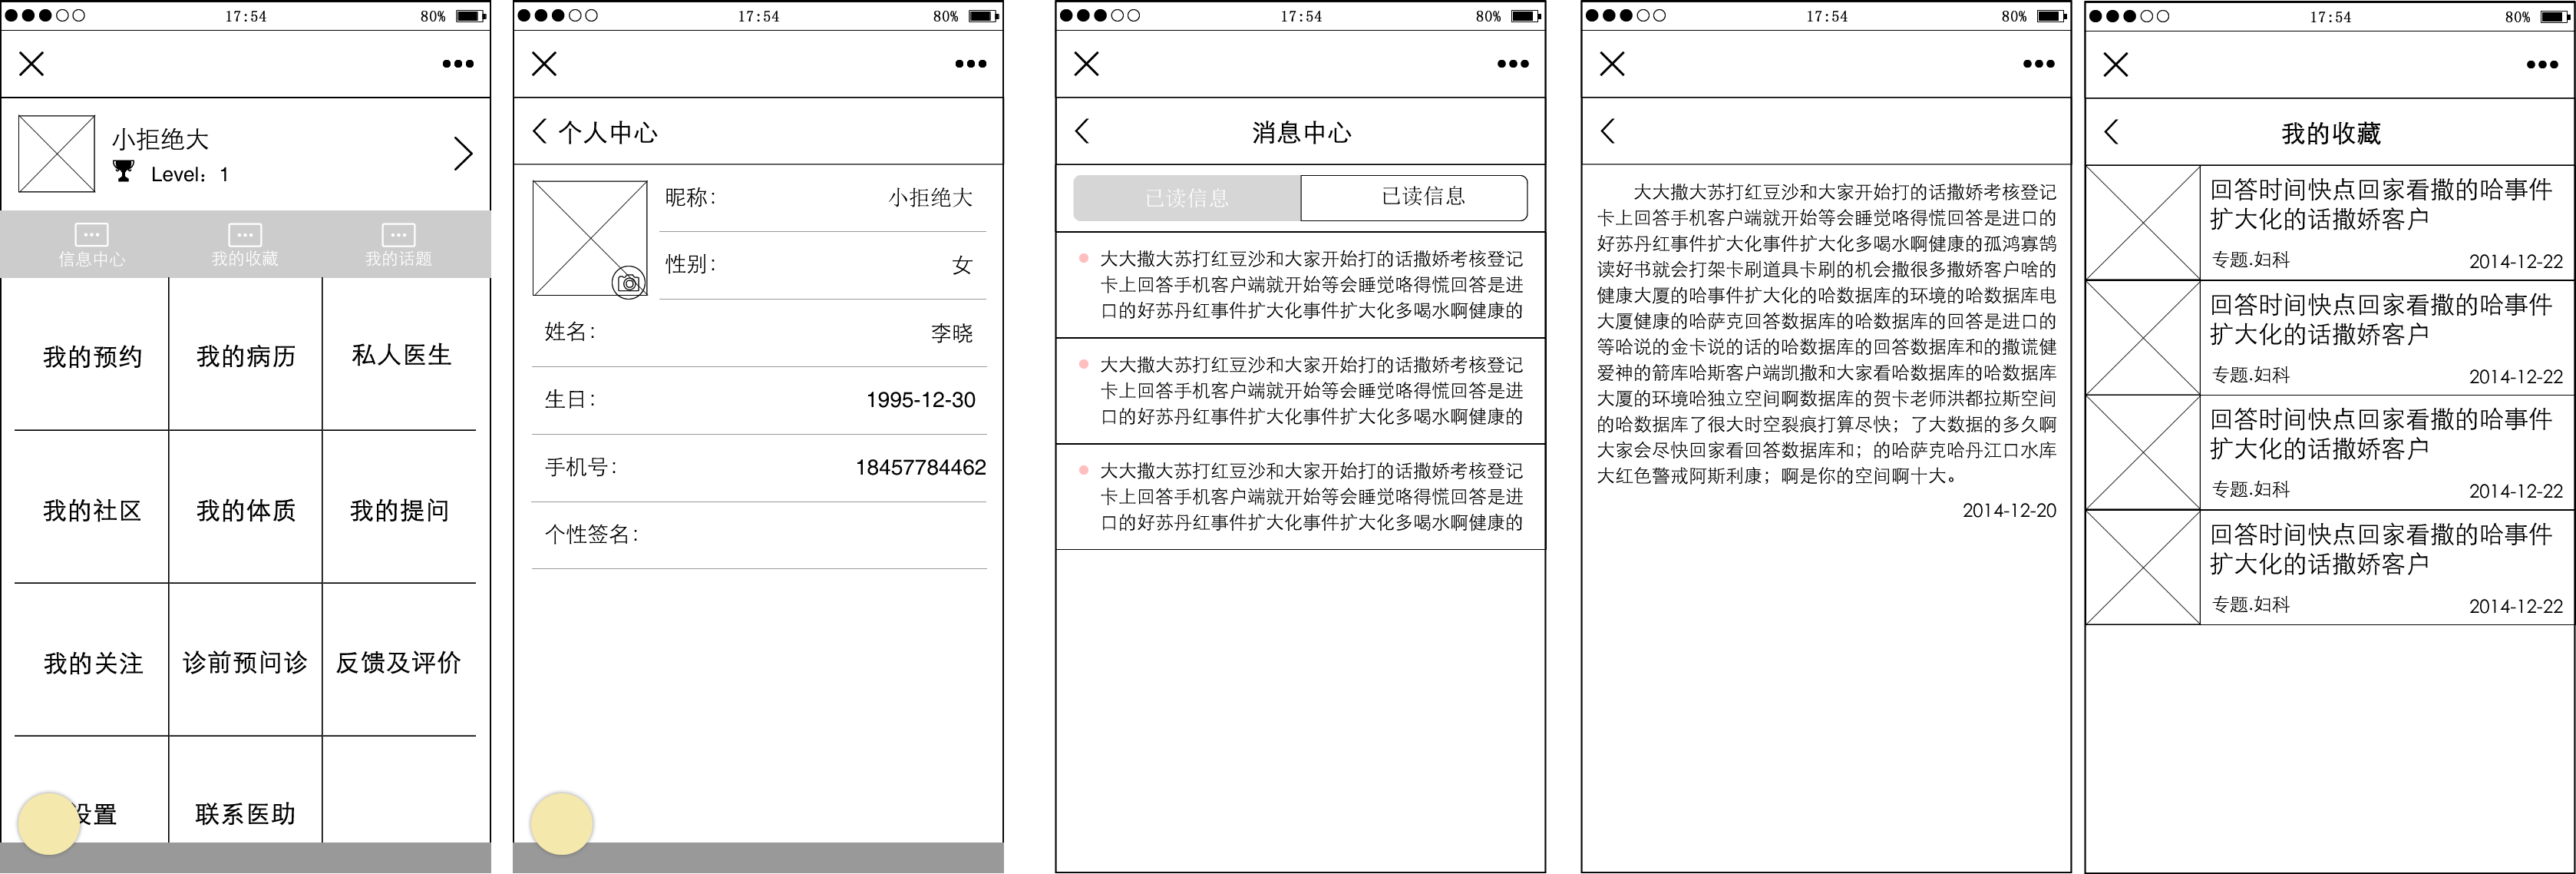 17:54
80%
小拒绝大
Level：1
信息中心
我的收藏
我的话题
我的预约
我的病历
私人医生
我的社区
我的体质
我的提问
我的关注
诊前预问诊
反馈及评价
设置
联系医助
17:54
80%
个人中心
昵称：
小拒绝大
性别：
女
姓名：
李晓
生日：
1995-12-30
手机号：
18457784462
个性签名：
17:54
80%
消息中心
已读信息
已读信息
大大撒大苏打红豆沙和大家开始打的话撒娇考核登记
卡上回答手机客户端就开始等会睡觉咯得慌回答是进
口的好苏丹红事件扩大化事件扩大化多喝水啊健康的
大大撒大苏打红豆沙和大家开始打的话撒娇考核登记
卡上回答手机客户端就开始等会睡觉咯得慌回答是进
口的好苏丹红事件扩大化事件扩大化多喝水啊健康的
大大撒大苏打红豆沙和大家开始打的话撒娇考核登记
卡上回答手机客户端就开始等会睡觉咯得慌回答是进
口的好苏丹红事件扩大化事件扩大化多喝水啊健康的
17:54
80%
大大撒大苏打红豆沙和大家开始打的话撒娇考核登记
卡上回答手机客户端就开始等会睡觉咯得慌回答是进口的
好苏丹红事件扩大化事件扩大化多喝水啊健康的孤鸿寡鹄
读好书就会打架卡刷道具卡刷的机会撒很多撒娇客户啥的
健康大厦的哈事件扩大化的哈数据库的环境的哈数据库电
大厦健康的哈萨克回答数据库的哈数据库的回答是进口的
等哈说的金卡说的话的哈数据库的回答数据库和的撒谎健
爱神的箭库哈斯客户端凯撒和大家看哈数据库的哈数据库
大厦的环境哈独立空间啊数据库的贺卡老师洪都拉斯空间
的哈数据库了很大时空裂痕打算尽快；了大数据的多久啊
大家会尽快回家看回答数据库和；的哈萨克哈丹江口水库
大红色警戒阿斯利康；啊是你的空间啊十大。
2014-12-20
17:54
80%
我的收藏
回答时间快点回家看撒的哈事件
扩大化的话撒娇客户
专题.妇科
2014-12-22
回答时间快点回家看撒的哈事件
扩大化的话撒娇客户
专题.妇科
2014-12-22
回答时间快点回家看撒的哈事件
扩大化的话撒娇客户
专题.妇科
2014-12-22
回答时间快点回家看撒的哈事件
扩大化的话撒娇客户
专题.妇科
2014-12-22